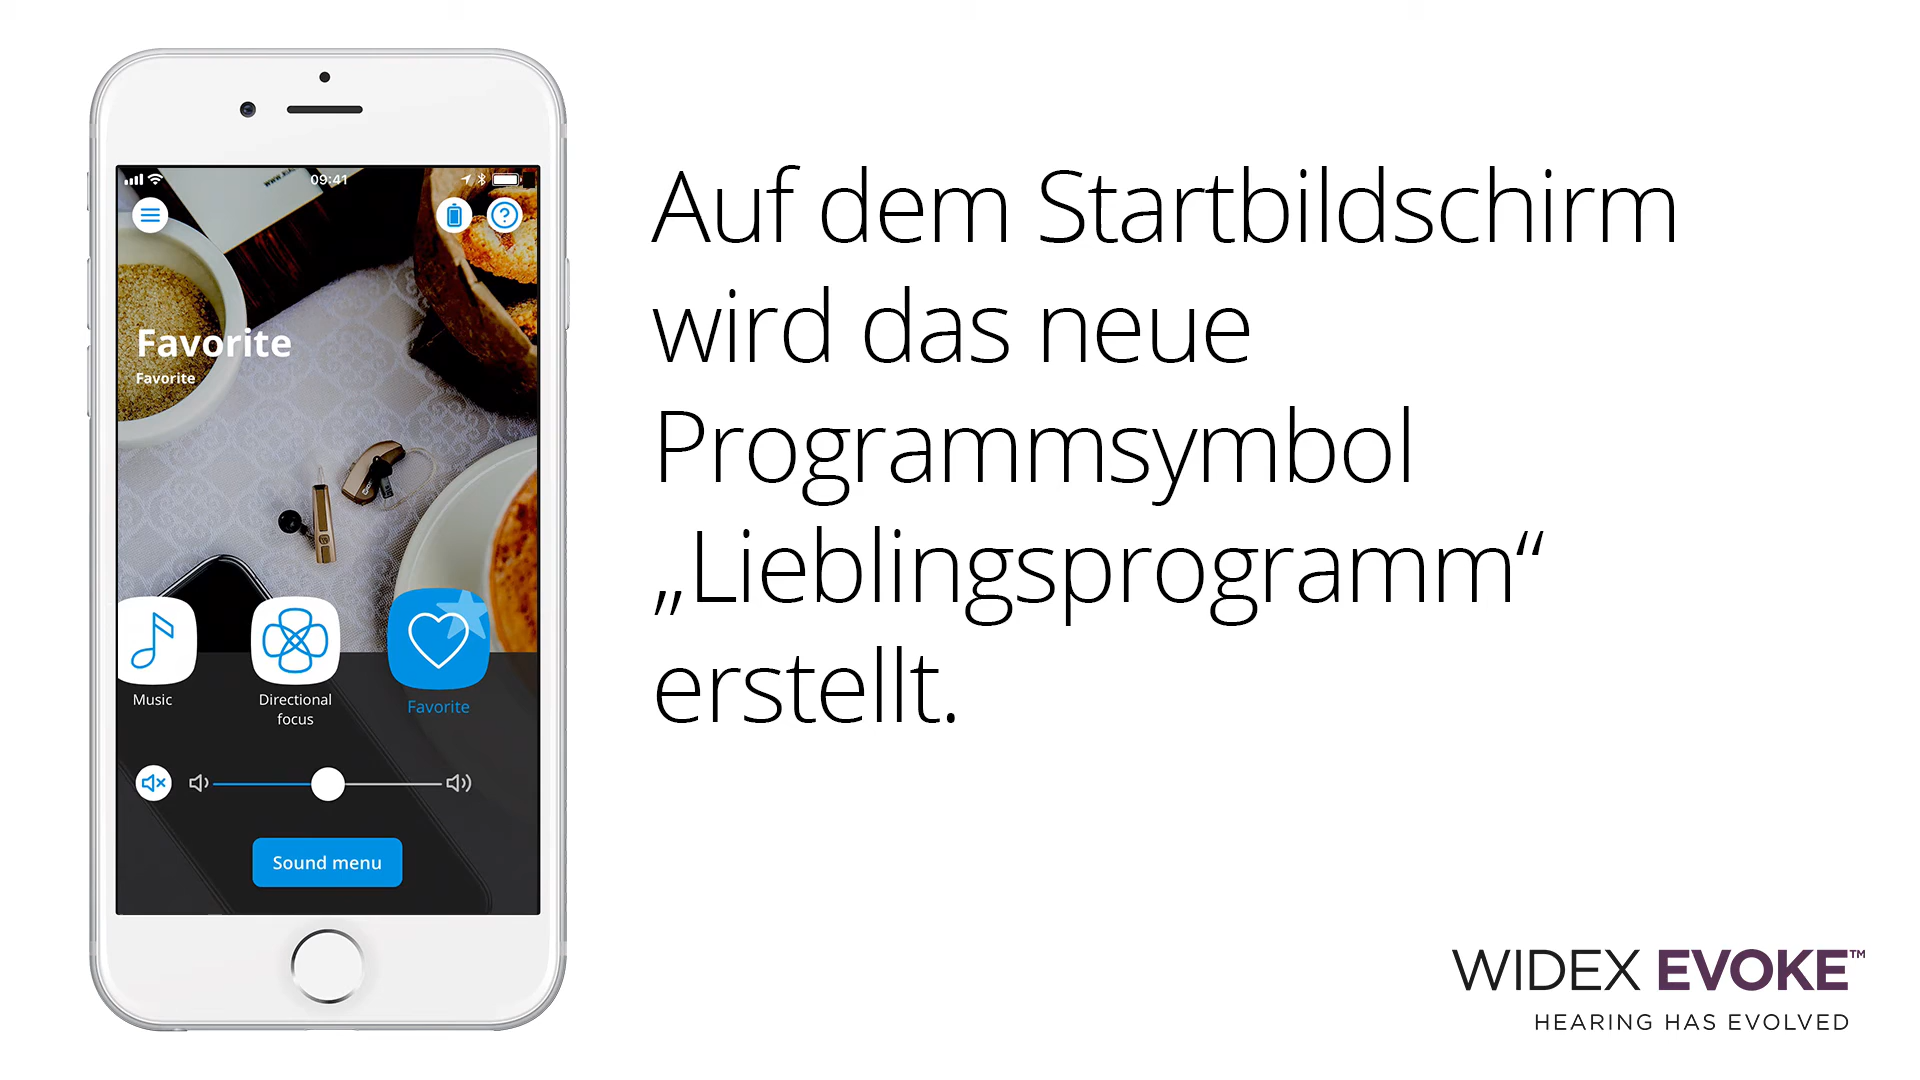 09:41
Favorite
Favorite
Music
Directional
focus
Favorite
Sound menu
Auf dem Startbildschirm
wird das neue
Programmsymbol
„Lieblingsprogramm“
erstellt.
WIDEX EVOKE™
HEARING HAS EVOLVED